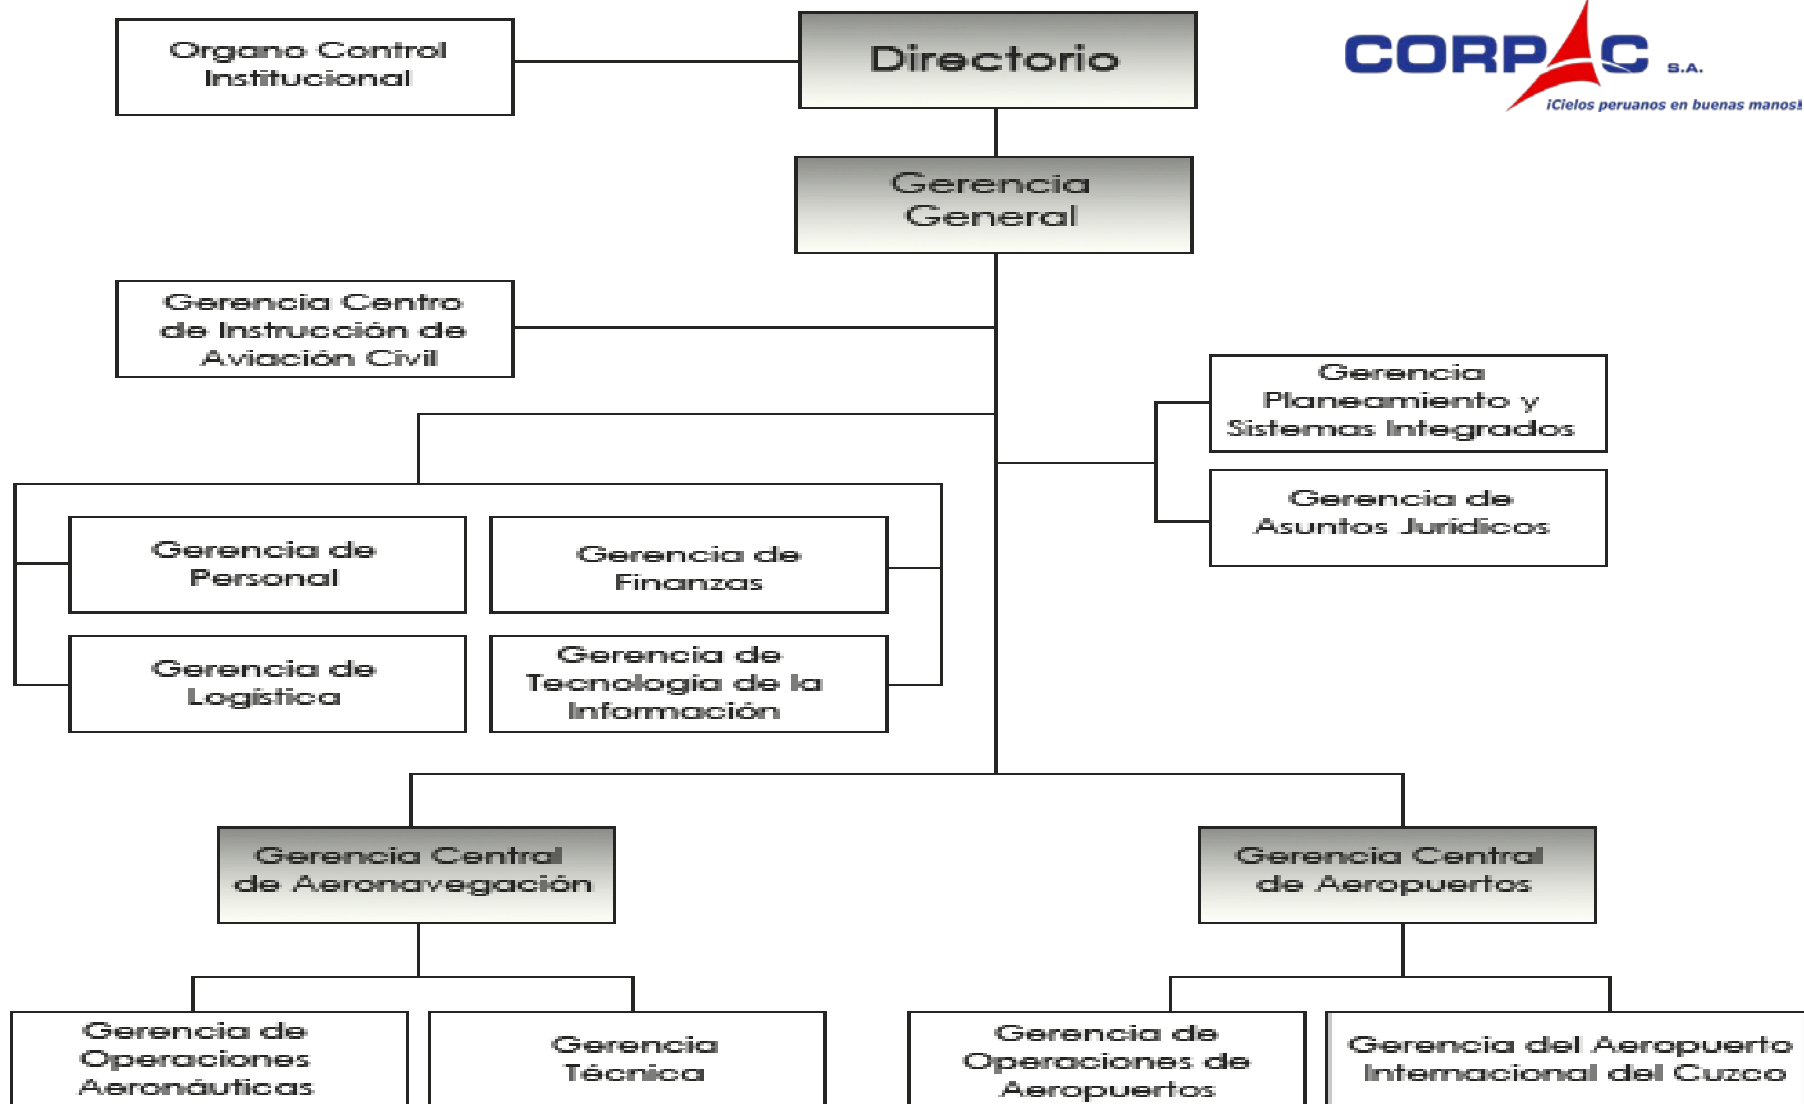 Organo Control
Institucional
Directorio
CORPAC S.A.
¡Cielos peruanos en buenas manos!
Gerencia
General
Gerencia Centro
de Instrucción de
Aviación Civil
Gerencia
Planeamiento y
Sistemas Integrados
Gerencia de
Asuntos Jurídicos
Gerencia de
Personal
Gerencia de
Finanzas
Gerencia de
Logística
Gerencia de
Tecnología de la
Información
Gerencia Central
de Aeronavegación
Gerencia Central
de Aeropuertos
Gerencia de
Operaciones
Aeronáuticas
Gerencia
Técnica
Gerencia de
Operaciones de
Aeropuertos
Gerencia del Aeropuerto
Internacional del Cuzco